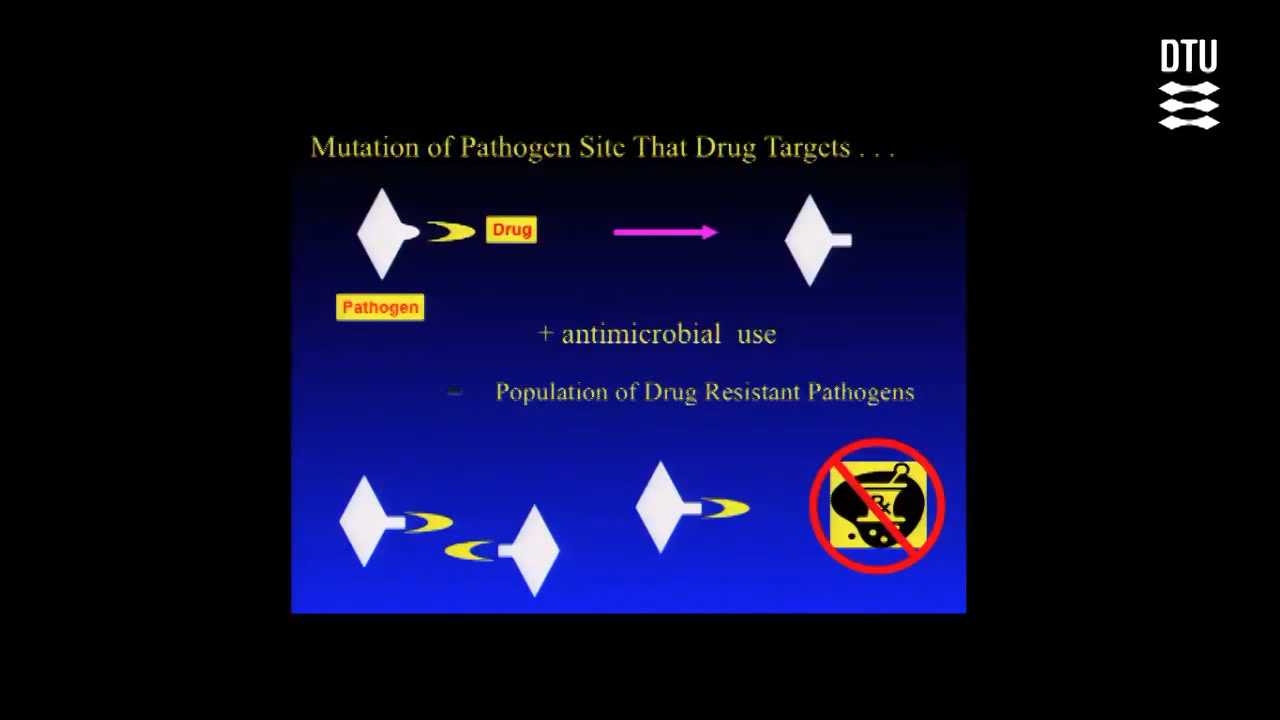 DTU
Mutation of Pathogen Site That Drug Targets . . .
Drug
Pathogen
+ antimicrobial use
= Population of Drug Resistant Pathogens
Rx